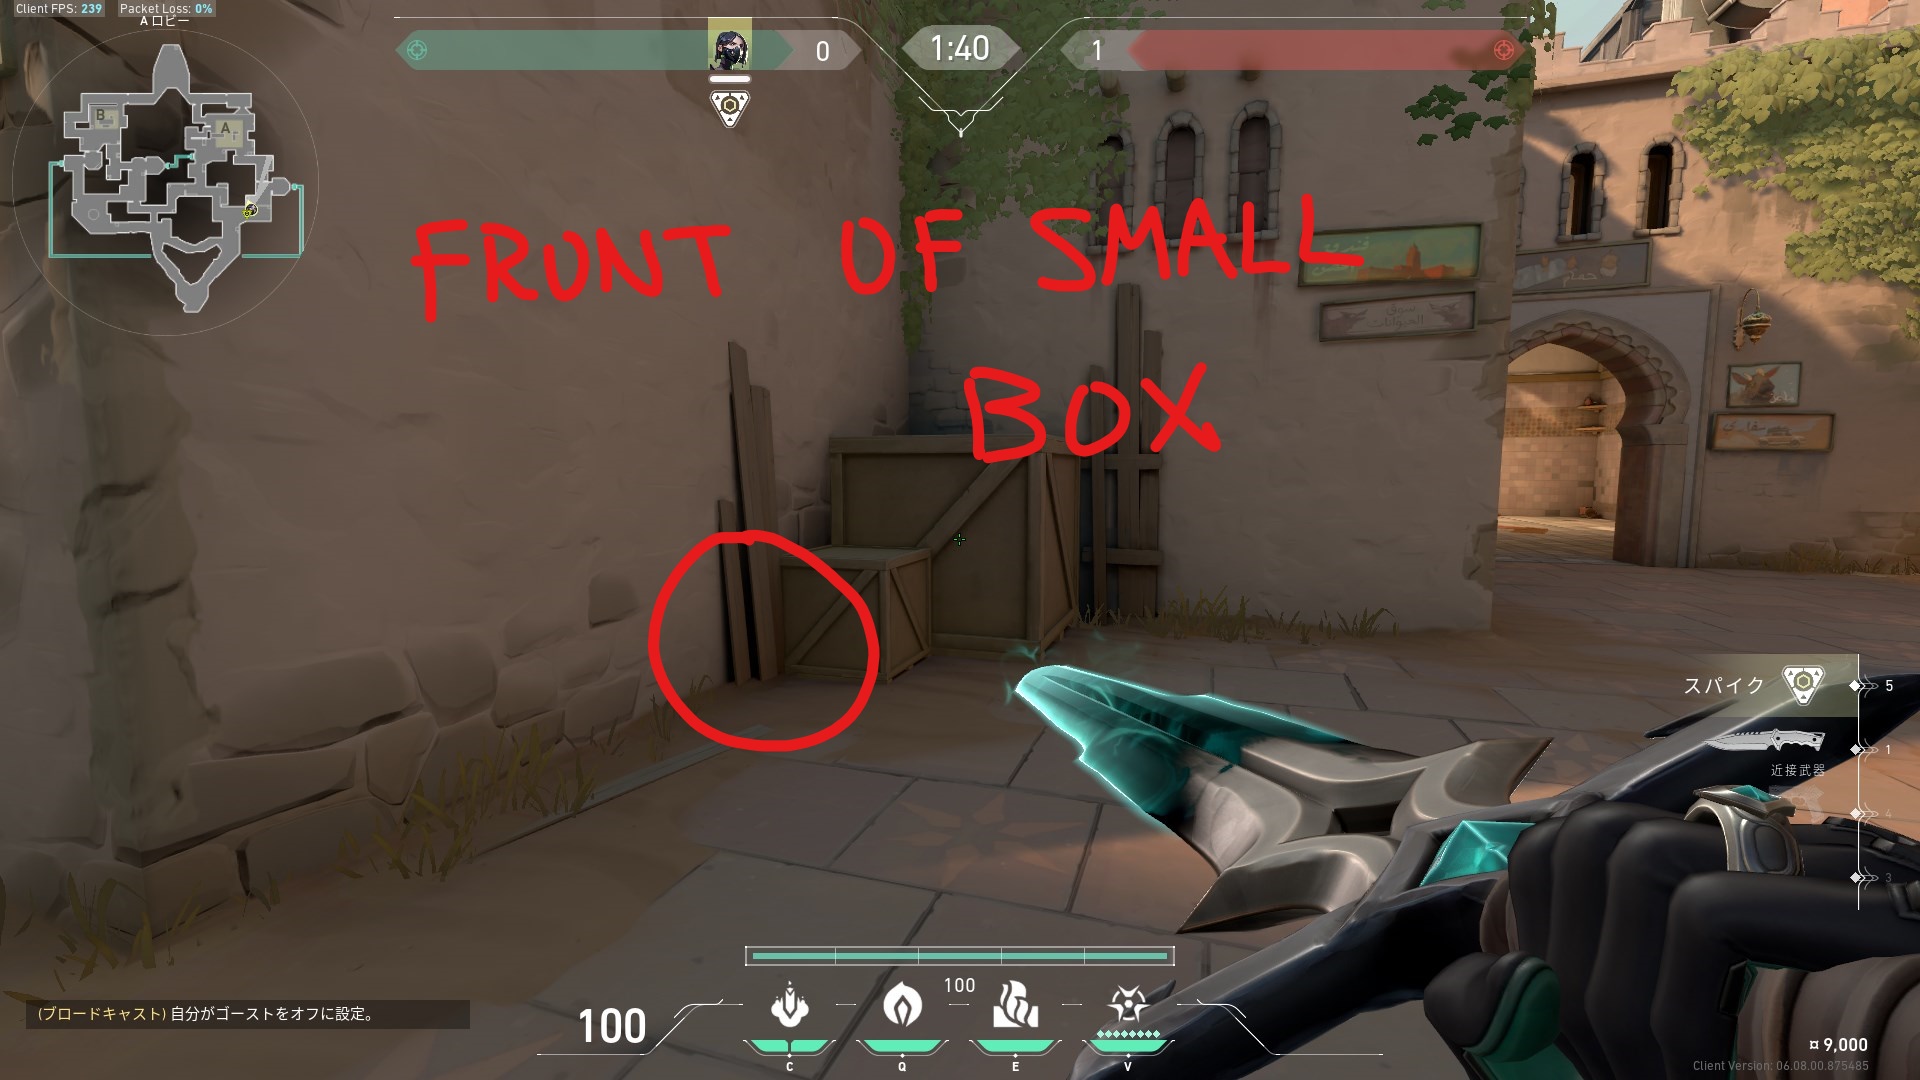 Client FPS: 239 Packet Loss: 0%
A ロビー
B
A
0
1:40
1
FRONT OF SMALL
BOX
スパイク
5
1
近接武器
4
3
(ブロードキャスト) 自分がゴーストをオフに設定。
100
100
C
Q
E
V
¤ 9,000
Client Version: 06.08.00.875485